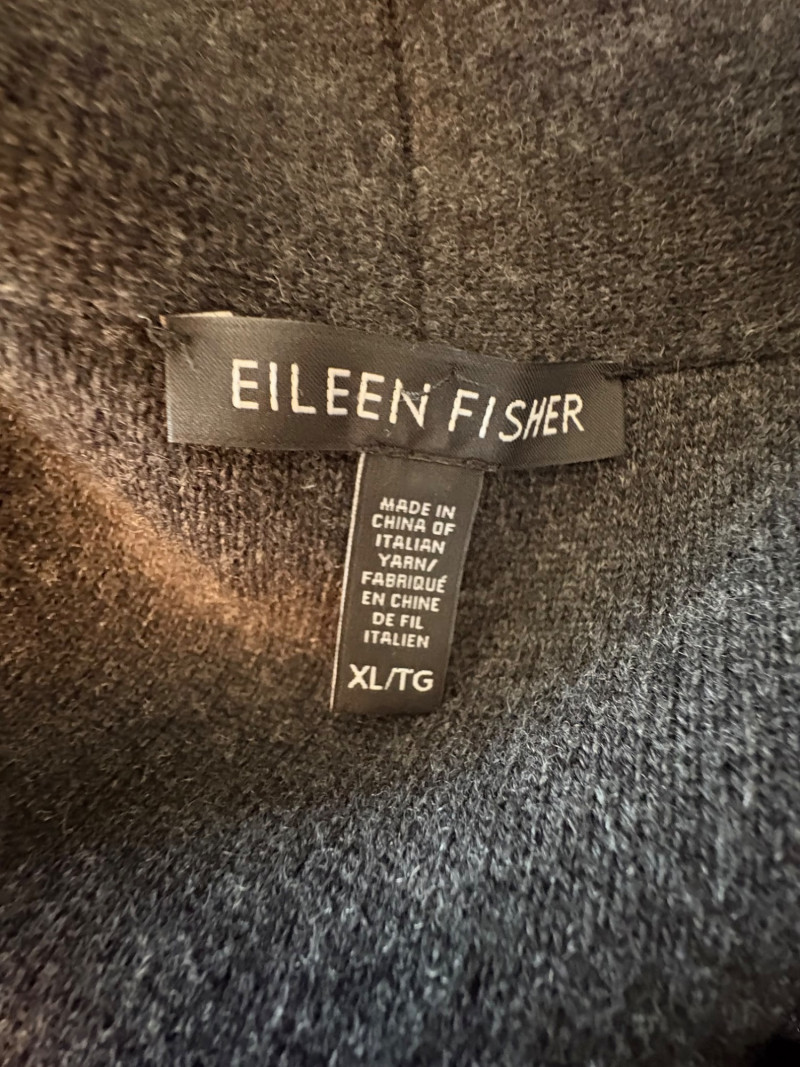 EILEEN FISHER
MADE IN
CHINA OF
ITALIAN
YARN/
FABRIQUÉ
EN CHINE
DE FIL
ITALIEN
XL/TG